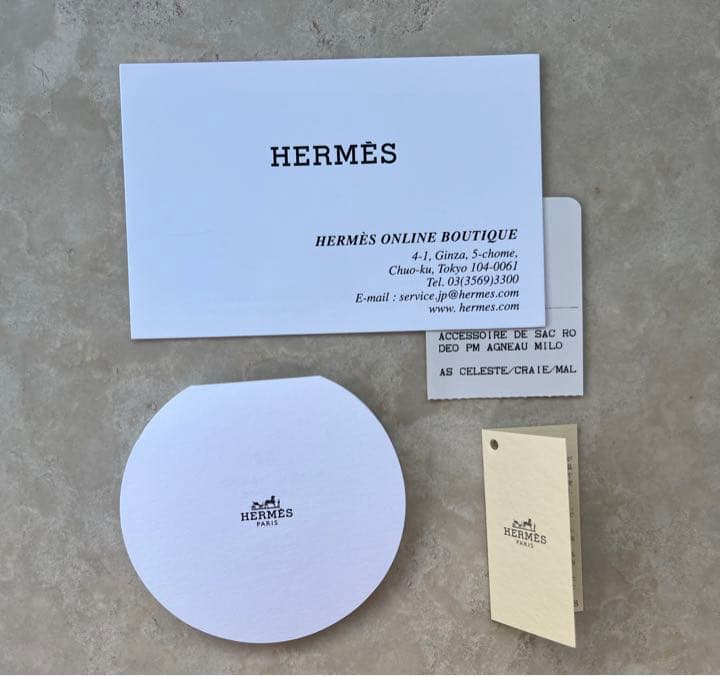 HERMÈS
HERMÈS ONLINE BOUTIQUE
4-1, Ginza, 5-chome,
Chuo-ku, Tokyo 104-0061
Tel. 03(3569)3300
E-mail : service.jp@hermes.com
www. hermes.com
ACCESSOIRE DE SAC RO
DEO PM AGNEAU MILO
AS CELESTE/CRAIE/MAL
HERMÈS
PARIS
HERMÈS
PARIS